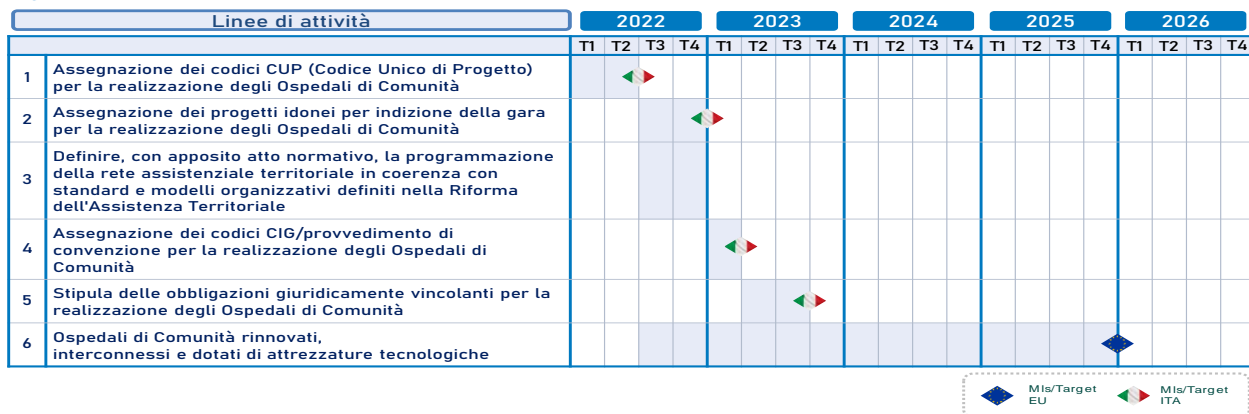 Linee di attività 2022 2023 2024 2025 2026
T1 T2 T3 T4 T1 T2 T3 T4 T1 T2 T3 T4 T1 T2 T3 T4 T1 T2 T3 T4
1 Assegnazione dei codici CUP (Codice Unico di Progetto)
per la realizzazione degli Ospedali di Comunità
2 Assegnazione dei progetti idonei per indizione della gara
per la realizzazione degli Ospedali di Comunità
3 Definire, con apposito atto normativo, la programmazione
della rete assistenziale territoriale in coerenza con
standard e modelli organizzativi definiti nella Riforma
dell'Assistenza Territoriale
4 Assegnazione dei codici CIG/provvedimento di
convenzione per la realizzazione degli Ospedali di
Comunità
5 Stipula delle obbligazioni giuridicamente vincolanti per la
realizzazione degli Ospedali di Comunità
6 Ospedali di Comunità rinnovati,
interconnessi e dotati di attrezzature tecnologiche
Mls/Target
EU
Mls/Target
ITA